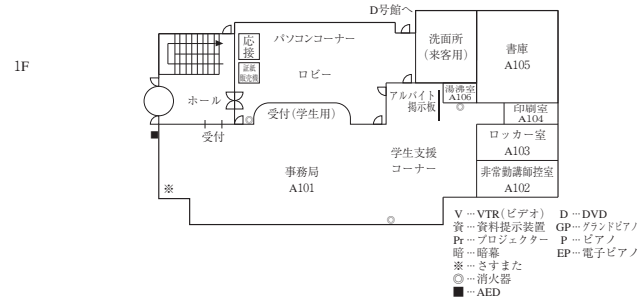 1F
D号館へ
応接
パソコンコーナー
洗面所
(来客用)
書庫
A105
証紙
販売機
ロビー
ホール
アルバイト
掲示板
湯沸室
A106
印刷室
A104
受付
受付(学生用)
ロッカー室
A103
学生支援
コーナー
事務局
A101
非常勤講師控室
A102
※
V…VTR(ビデオ) D…DVD
資…資料提示装置 GP…グランドピアノ
Pr…プロジェクター P…ピアノ
暗…暗幕 EP…電子ピアノ
※…さすまた
◎…消火器
■…AED